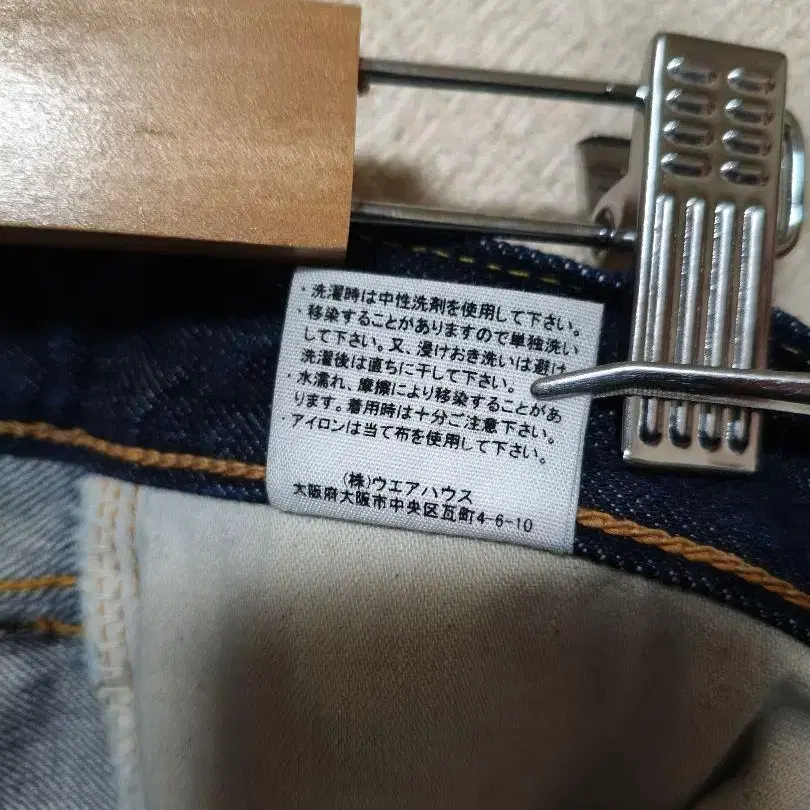 ・洗濯時は中性洗剤を使用して下さい。
・移染することがありますので単独洗い
して下さい。又、浸けおき洗いは避け
洗濯後は直ちに干して下さい。
・水濡れ、摩擦により移染することがあ
ります。着用時は十分ご注意下さい。
・アイロンは当て布を使用して下さい。
(株)ウエアハウス
大阪府大阪市中央区瓦町4-6-10